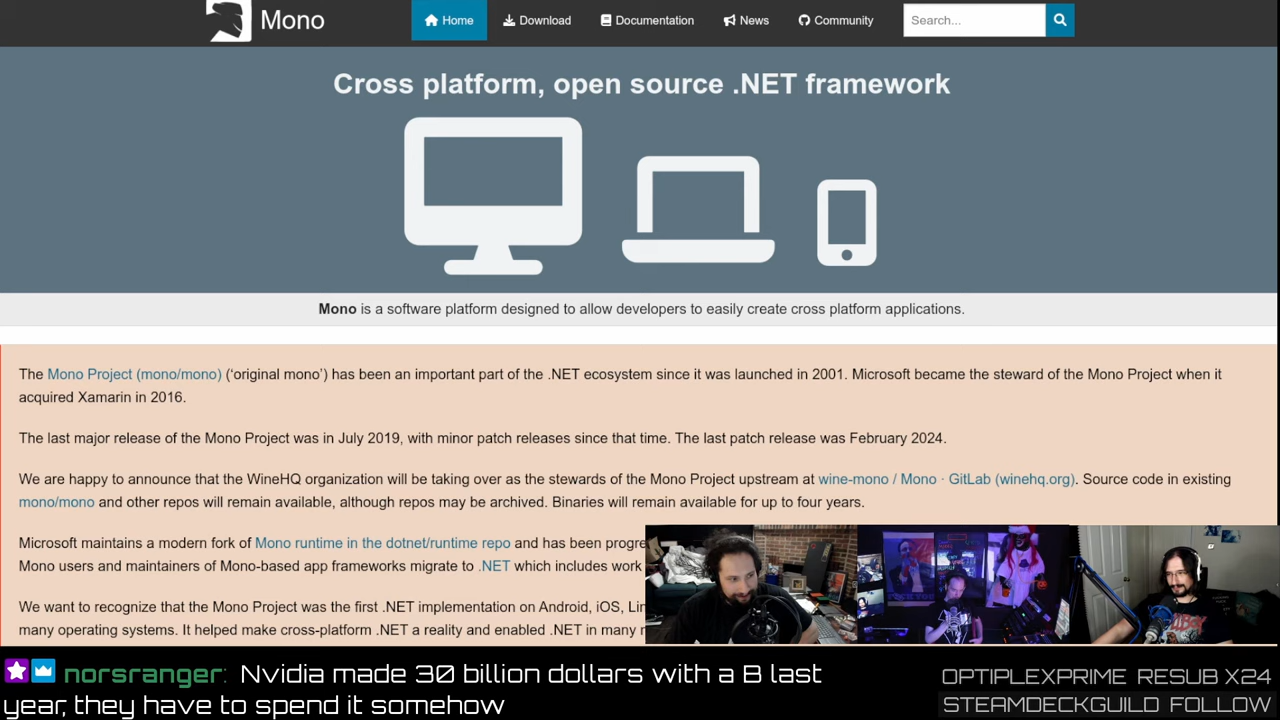 Mono
Home
Download
Documentation
News
Community
Search...
Cross platform, open source .NET framework
Mono is a software platform designed to allow developers to easily create cross platform applications.
The Mono Project (mono/mono) (‘original mono’) has been an important part of the .NET ecosystem since it was launched in 2001. Microsoft became the steward of the Mono Project when it
acquired Xamarin in 2016.
The last major release of the Mono Project was in July 2019, with minor patch releases since that time. The last patch release was February 2024.
We are happy to announce that the WineHQ organization will be taking over as the stewards of the Mono Project upstream at wine-mono / Mono · GitLab (winehq.org). Source code in existing
mono/mono and other repos will remain available, although repos may be archived. Binaries will remain available for up to four years.
Microsoft maintains a modern fork of Mono runtime in the dotnet/runtime repo and has been progre
Mono users and maintainers of Mono-based app frameworks migrate to .NET which includes work
We want to recognize that the Mono Project was the first .NET implementation on Android, iOS, Lin
many operating systems. It helped make cross-platform .NET a reality and enabled .NET in many n
norsranger: Nvidia made 30 billion dollars with a B last
year, they have to spend it somehow
OPTIPLEXPRIME RESUB X24
STEAMDECKGUILD FOLLOW